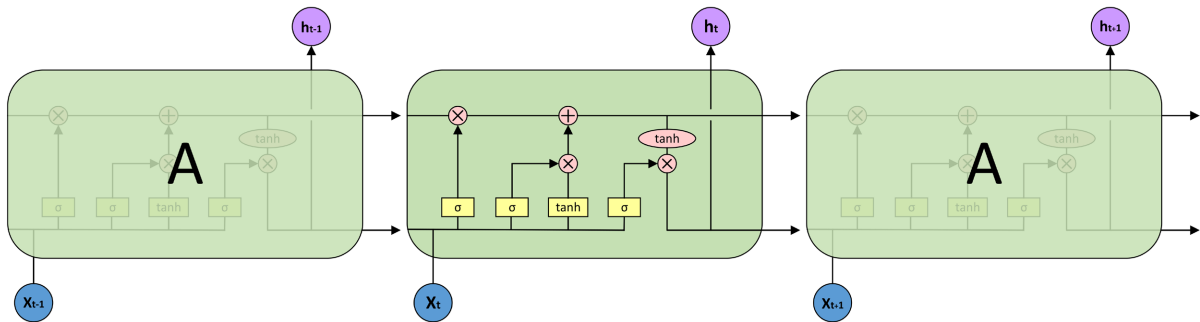 ht-1 ht ht+1
tanh tanh tanh
A A
σ σ tanh σ σ σ tanh σ σ σ tanh σ
Xt-1 Xt Xt+1